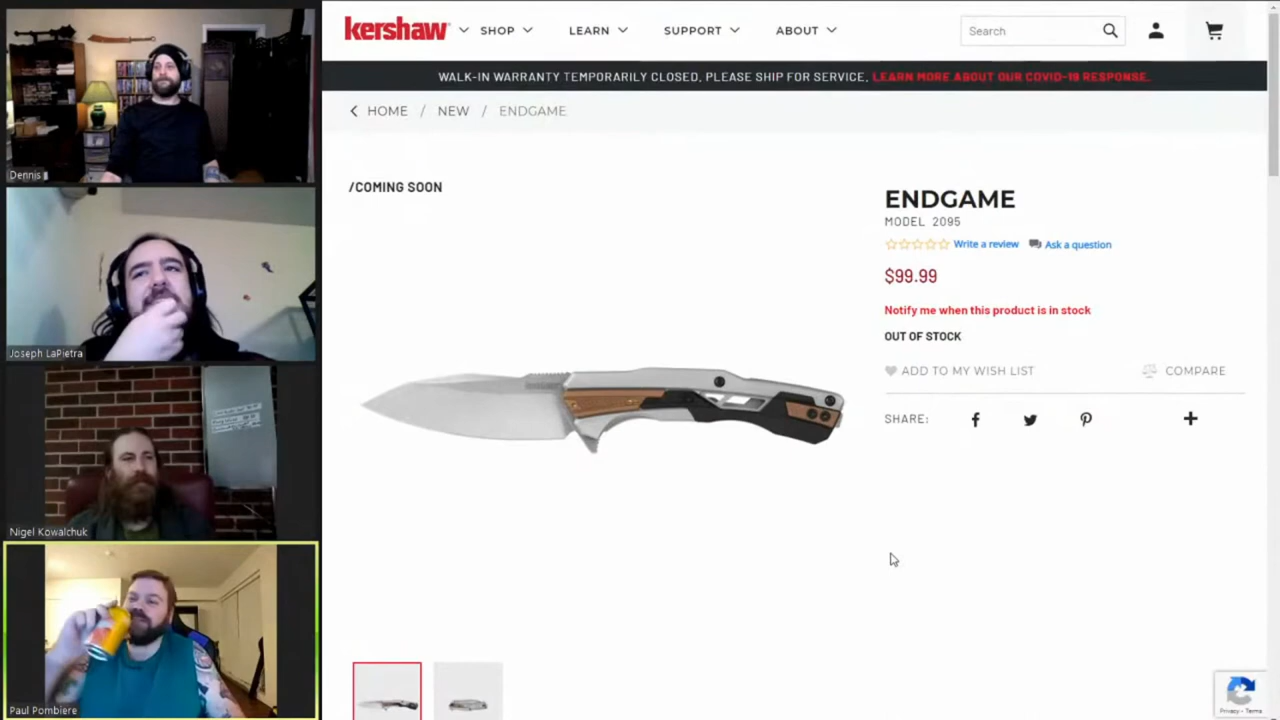 Dennis
Joseph LaPietra
Nigel Kowalchuk
Paul Pombiere
kershaw
SHOP
LEARN
SUPPORT
ABOUT
Search
WALK-IN WARRANTY TEMPORARILY CLOSED, PLEASE SHIP FOR SERVICE. LEARN MORE ABOUT OUR COVID-19 RESPONSE.
HOME / NEW / ENDGAME
/COMING SOON
ENDGAME
MODEL 2095
Write a review
Ask a question
$99.99
Notify me when this product is in stock
OUT OF STOCK
ADD TO MY WISH LIST
COMPARE
SHARE:
Privacy - Terms